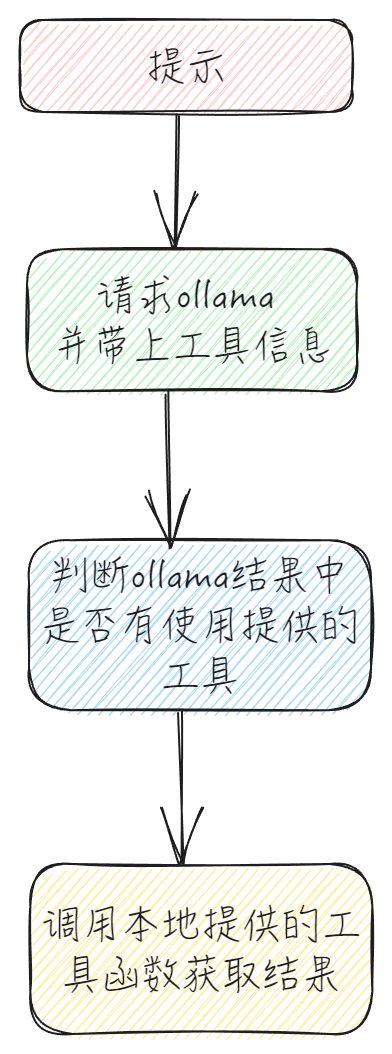 提示
请求ollama
并带上工具信息
判断ollama结果中
是否有使用提供的
工具
调用本地提供的工
具函数获取结果